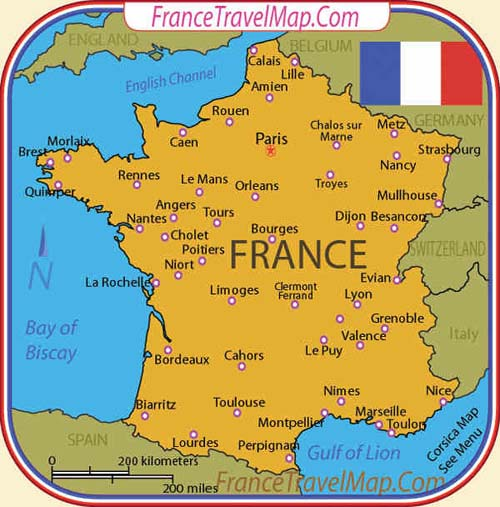 FranceTravelMap.Com
ENGLAND
BELGIUM
Calais
Lille
English Channel
Amien
Rouen
GERMANY
Caen
Paris
Chalos sur
Marne
Metz
Morlaix
Brest
Nancy
Strasbourg
Quimper
Rennes
Le Mans
Orleans
Troyes
Mullhouse
Angers
Nantes
Tours
Dijon
Besancon
Cholet
Bourges
Poitiers
FRANCE
SWITZERLAND
N
Niort
La Rochelle
Evian
Limoges
Clermont
Ferrand
Lyon
Bay of
Biscay
Grenoble
Italy
Valence
Le Puy
Bordeaux
Cahors
Biarritz
Toulouse
Nimes
Nice
Montpellier
Marseille
Toulon
Corsica Map
See Menu
SPAIN
Lourdes
Perpignam
Gulf of Lion
0
200 kilometers
200 miles
FranceTravelMap.Com